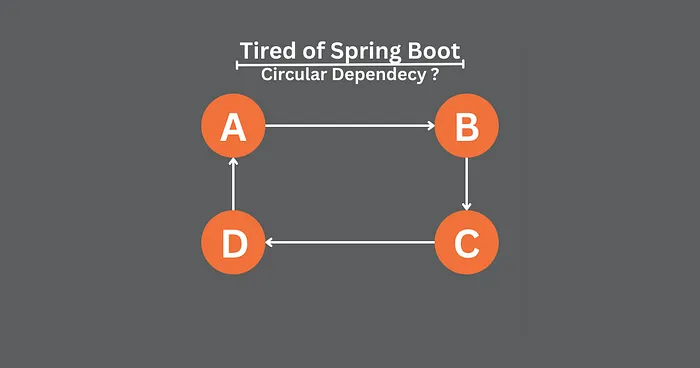 Tired of Spring Boot
Circular Dependecy ?
A
B
D
C